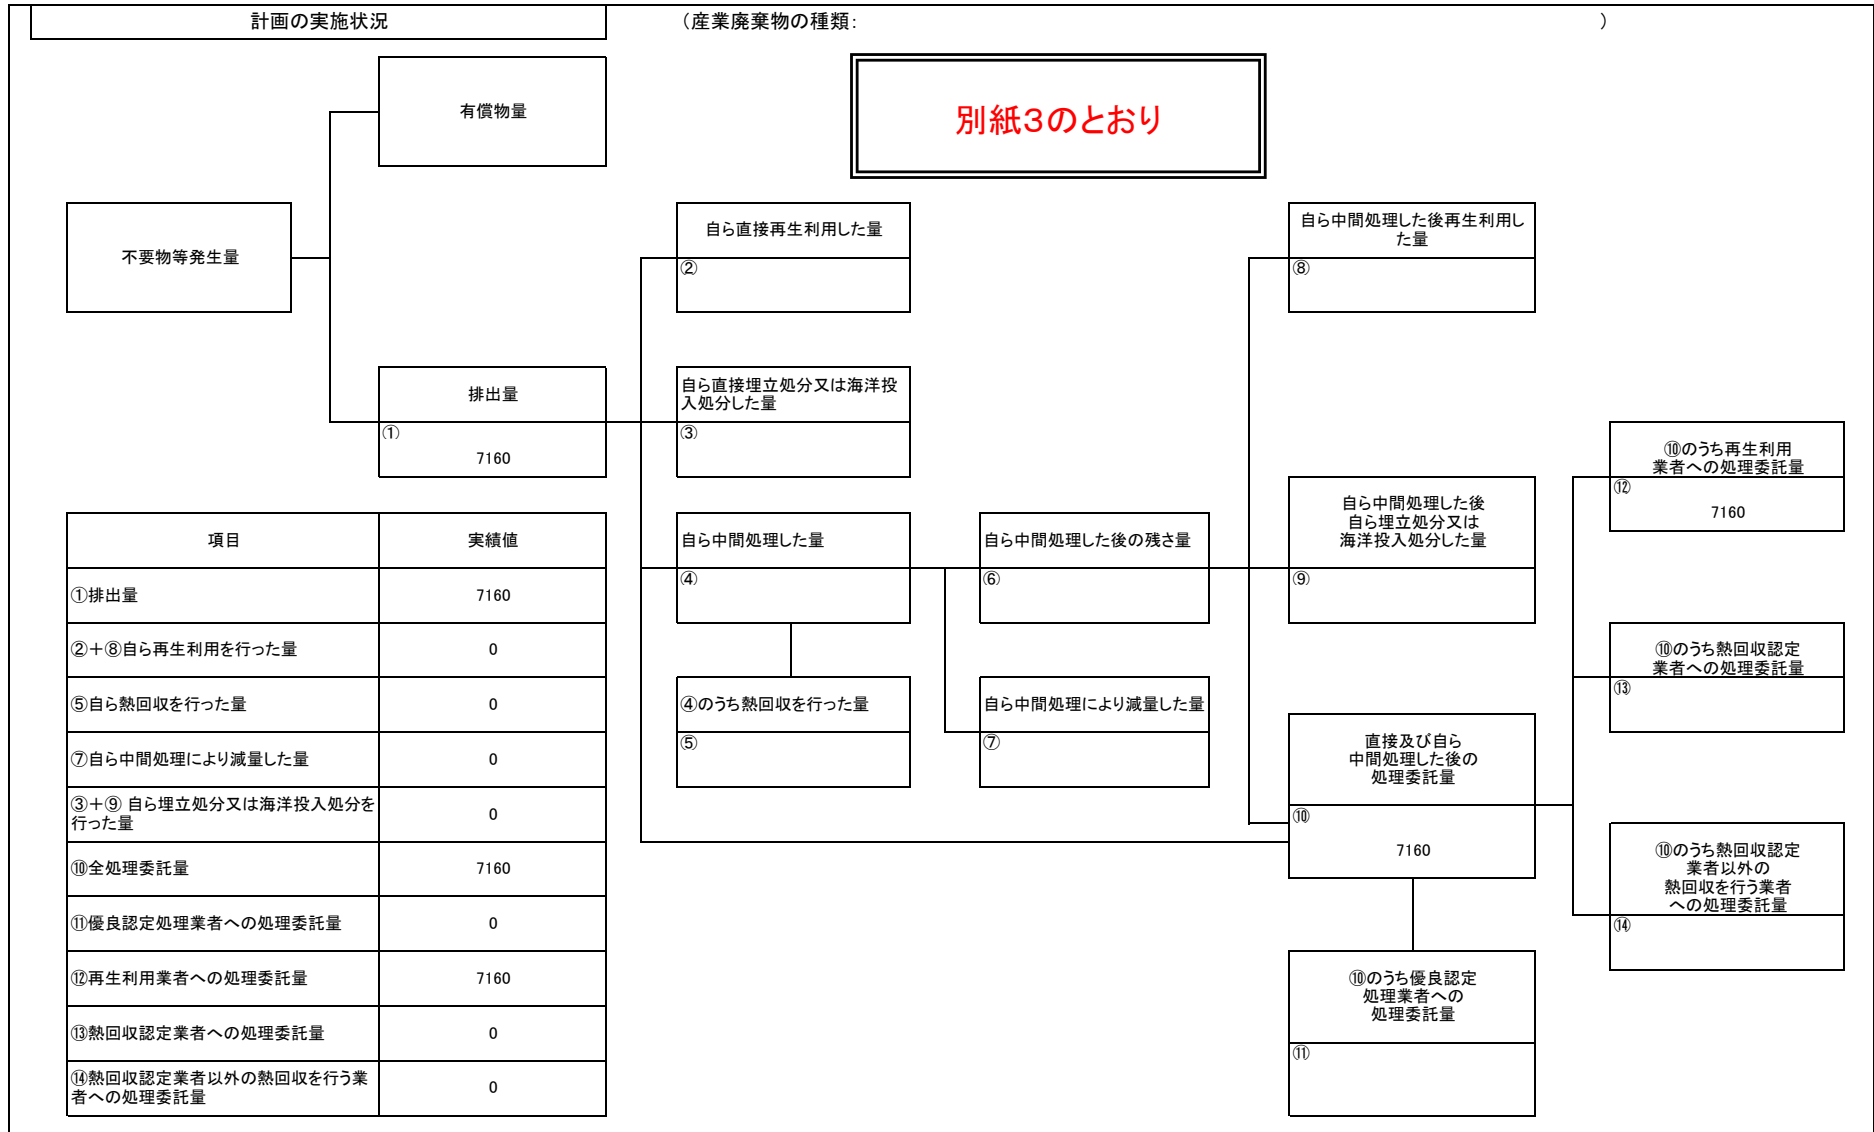 計画の実施状況
（産業廃棄物の種類:　　　　　　　　　　）
有償物量
別紙3のとおり
不要物等発生量
自ら直接再生利用した量
②
自ら中間処理した後再生利用し
た量
⑧
排出量
①
7160
自ら直接埋立処分又は海洋投
入処分した量
③
⑩のうち再生利用
業者への処理委託量
⑫
7160
自ら中間処理した量
④
自ら中間処理した後の残さ量
⑥
自ら中間処理した後
自ら埋立処分又は
海洋投入処分した量
⑨
⑩のうち熱回収認定
業者への処理委託量
⑬
④のうち熱回収を行った量
⑤
自ら中間処理により減量した量
⑦
直接及び自ら
中間処理した後の
処理委託量
⑩
7160
⑩のうち熱回収認定
業者以外の
熱回収を行う業者
への処理委託量
⑭
⑩のうち優良認定
処理業者への
処理委託量
⑪
項目 実績値
①排出量 7160
②＋⑧自ら再生利用を行った量 0
⑤自ら熱回収を行った量 0
⑦自ら中間処理により減量した量 0
③＋⑨ 自ら埋立処分又は海洋投入処分を
行った量 0
⑩全処理委託量 7160
⑪優良認定処理業者への処理委託量 0
⑫再生利用業者への処理委託量 7160
⑬熱回収認定業者への処理委託量 0
⑭熱回収認定業者以外の熱回収を行う業
者への処理委託量 0